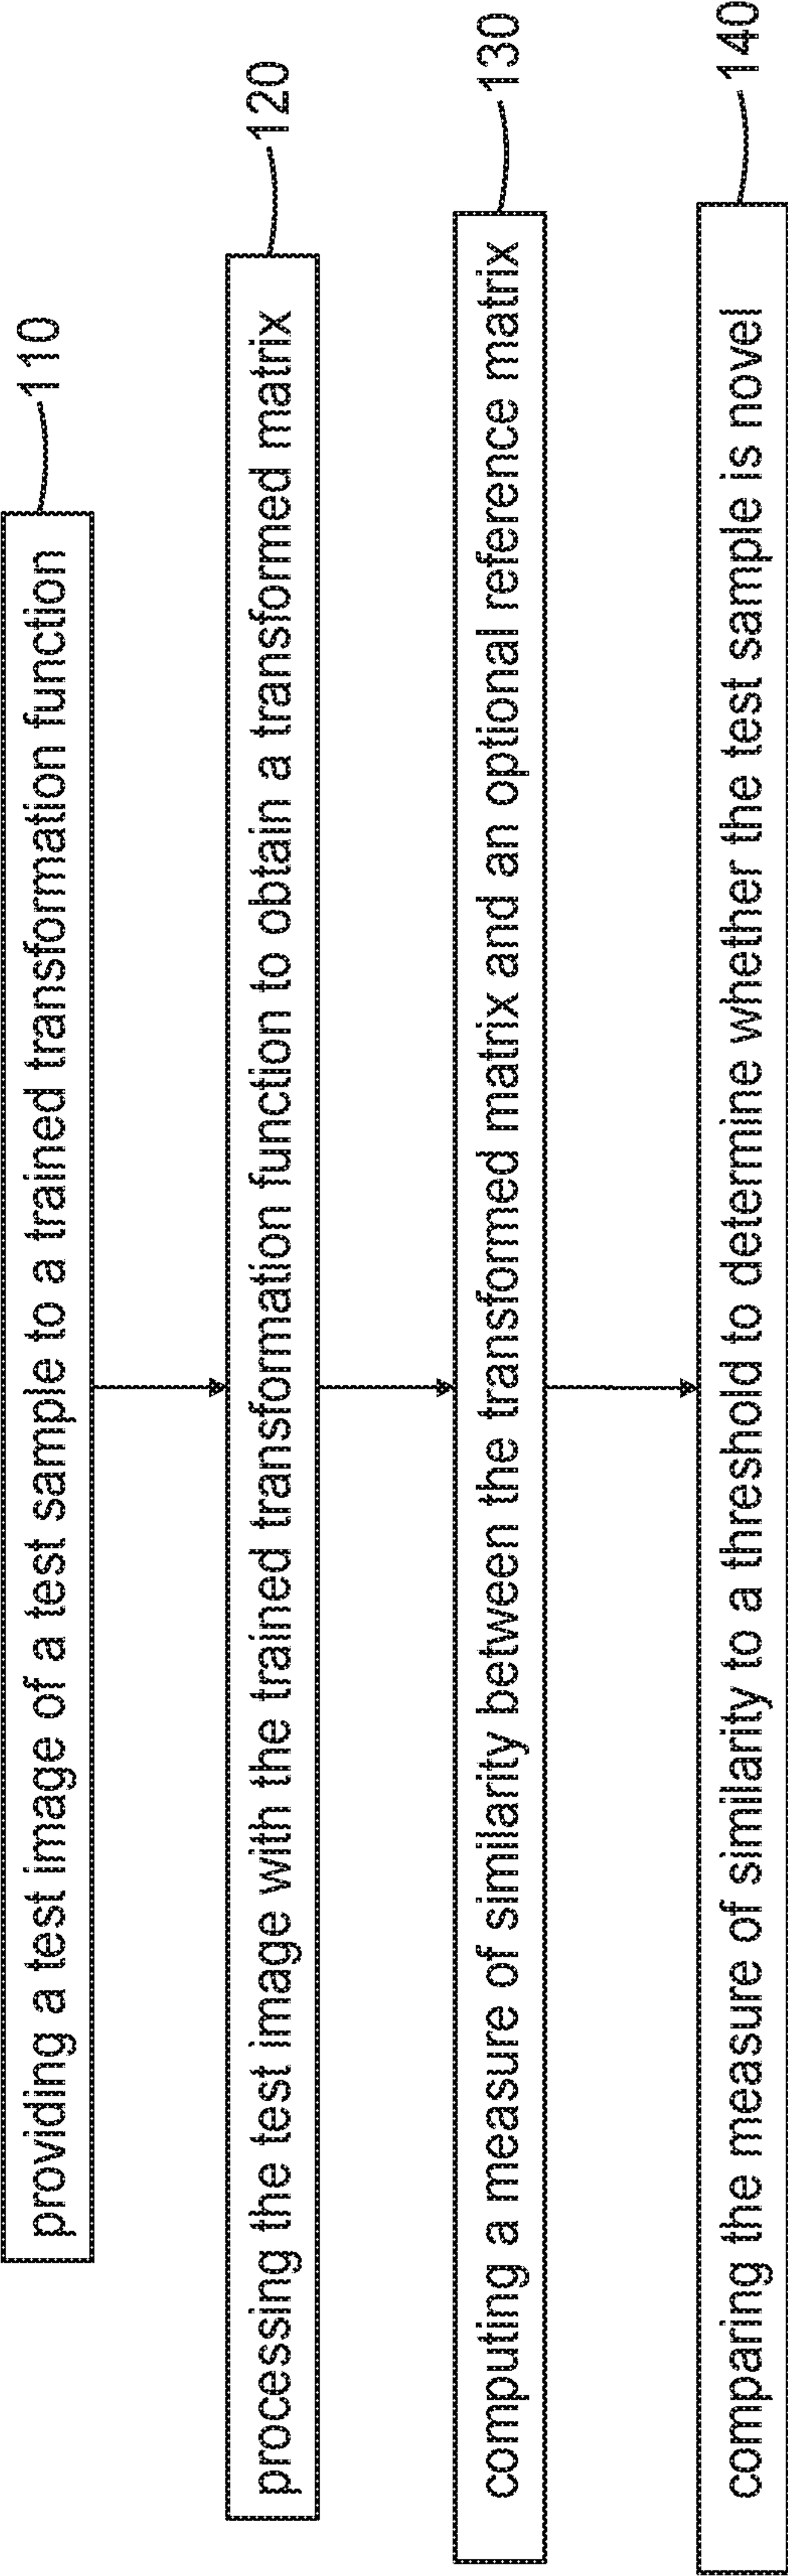 providing a test image of a test sample to a trained transformation function
110
processing the test image with the trained transformation function to obtain a transformed matrix
120
computing a measure of similarity between the transformed matrix and an optional reference matrix
130
comparing the measure of similarity to a threshold to determine whether the test sample is novel
140